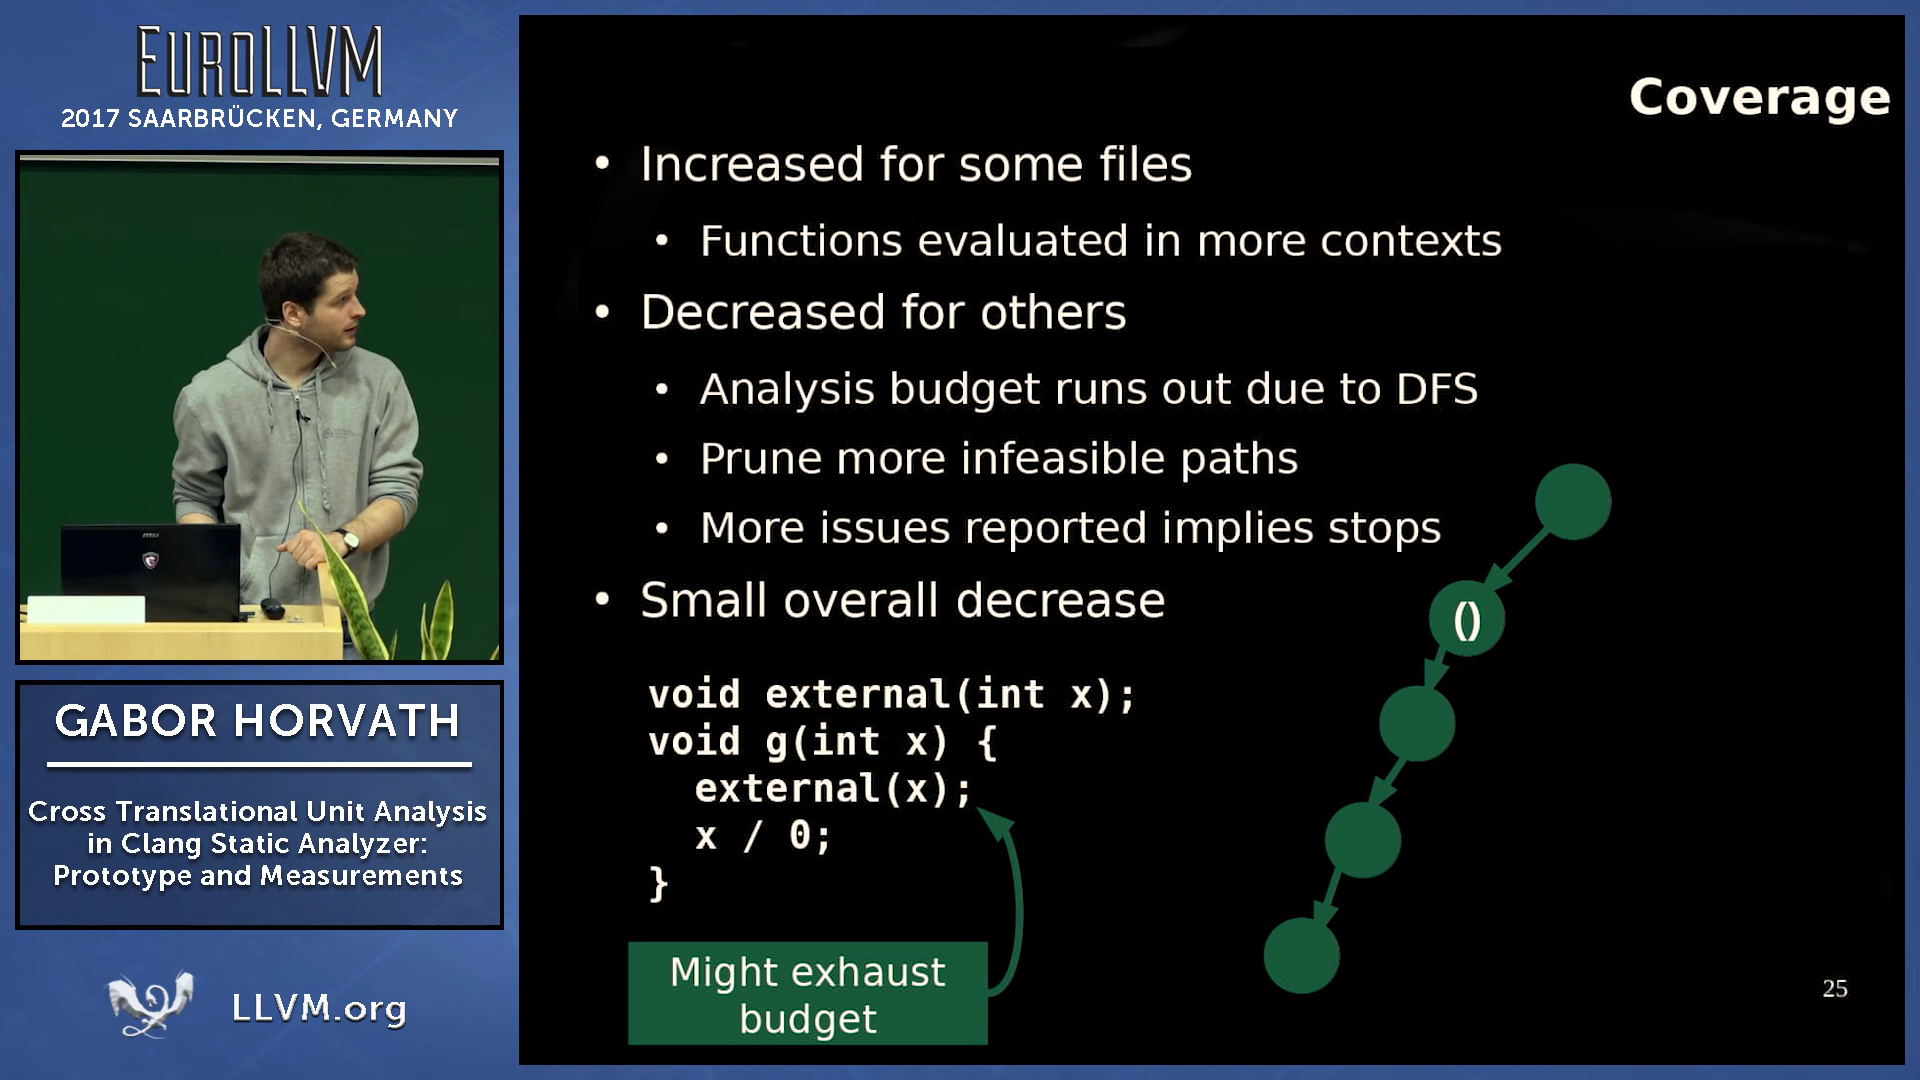 EUROLLVM
2017 SAARBRÜCKEN, GERMANY
GABOR HORVATH
Cross Translational Unit Analysis
in Clang Static Analyzer:
Prototype and Measurements
LLVM.org
Coverage
• Increased for some files
• Functions evaluated in more contexts
• Decreased for others
• Analysis budget runs out due to DFS
• Prune more infeasible paths
• More issues reported implies stops
• Small overall decrease
void external(int x);
void g(int x) {
external(x);
x / 0;
}
Might exhaust
budget
()
25